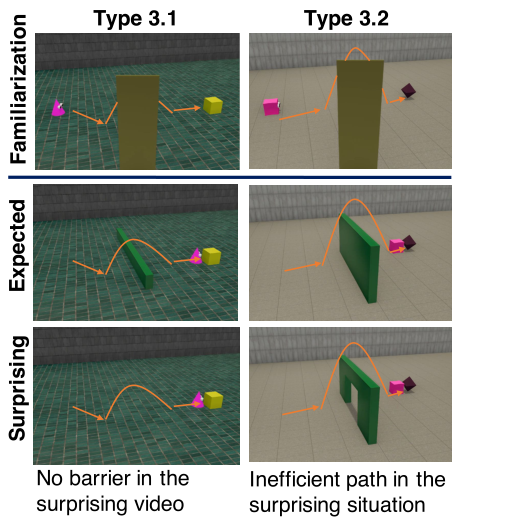 Type 3.1
Type 3.2
Familiarization
Expected
Surprising
No barrier in the
surprising video
Inefficient path in the
surprising situation